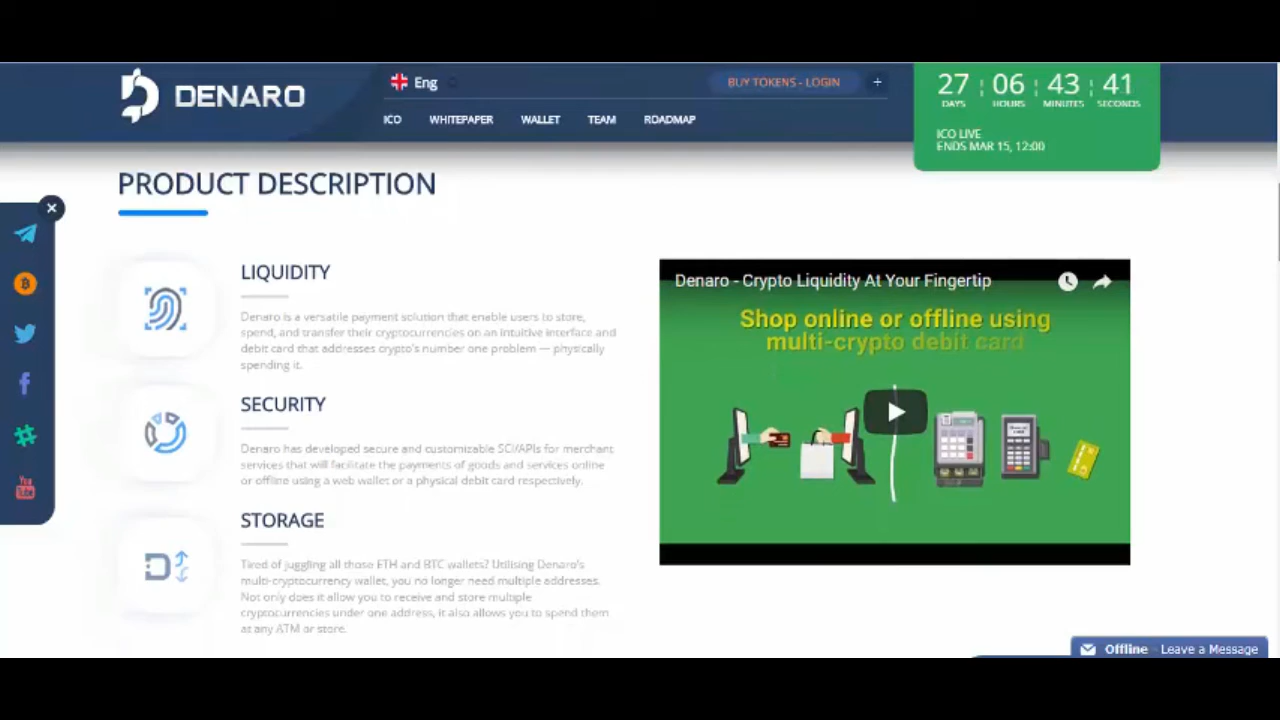 DENARO
Eng
BUY TOKENS - LOGIN
+
ICO WHITEPAPER WALLET TEAM ROADMAP
27 06 43 41
DAYS HOURS MINUTES SECONDS
ICO LIVE
ENDS MAR 15, 12:00
PRODUCT DESCRIPTION
LIQUIDITY
Denaro is a versatile payment solution that enable users to store,
spend, and transfer their cryptocurrencies on an intuitive interface and
debit card that addresses crypto's number one problem — physically
spending it.
SECURITY
Denaro has developed secure and customizable SCI/APIs for merchant
services that will facilitate the payments of goods and services online
or offline using a web wallet or a physical debit card respectively.
STORAGE
Tired of juggling all those ETH and BTC wallets? Utilising Denaro's
multi-cryptocurrency wallet, you no longer need multiple addresses.
Not only does it allow you to receive and store multiple
cryptocurrencies under one address, it also allows you to spend them
at any ATM or store.
Denaro - Crypto Liquidity At Your Fingertip
Shop online or offline using
multi-crypto debit card
You
Tube
Offline - Leave a Message